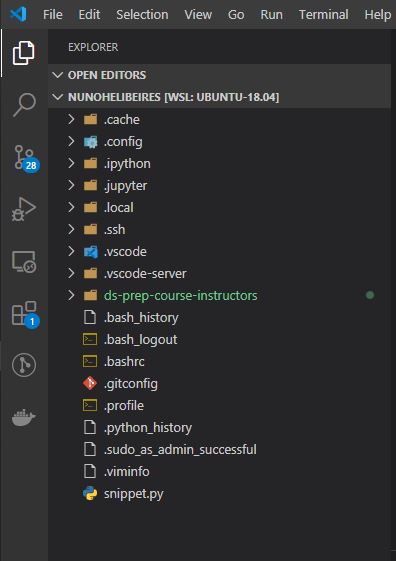 File Edit Selection View Go Run Terminal Help
EXPLORER
OPEN EDITORS
NUNOHELIBEIRES [WSL: UBUNTU-18.04]
.cache
.config
.ipython
.jupyter
.local
.ssh
.vscode
.vscode-server
ds-prep-course-instructors
.bash_history
.bash_logout
.bashrc
.gitconfig
.profile
.python_history
.sudo_as_admin_successful
.viminfo
snippet.py
28
1